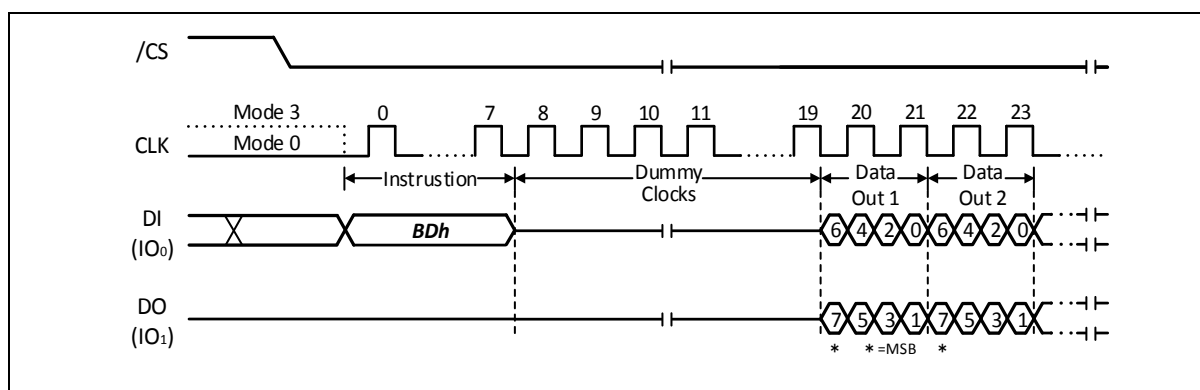 /CS
Mode 3
0 7 8 9 10 11 19 20 21 22 23
CLK
Mode 0
Instrustion
Dummy
Clocks
Data
Out 1
Data
Out 2
DI
(IO₀)
BDh
6 4 2 0 6 4 2 0
DO
(IO₁)
7 5 3 1 7 5 3 1
* * =MSB *